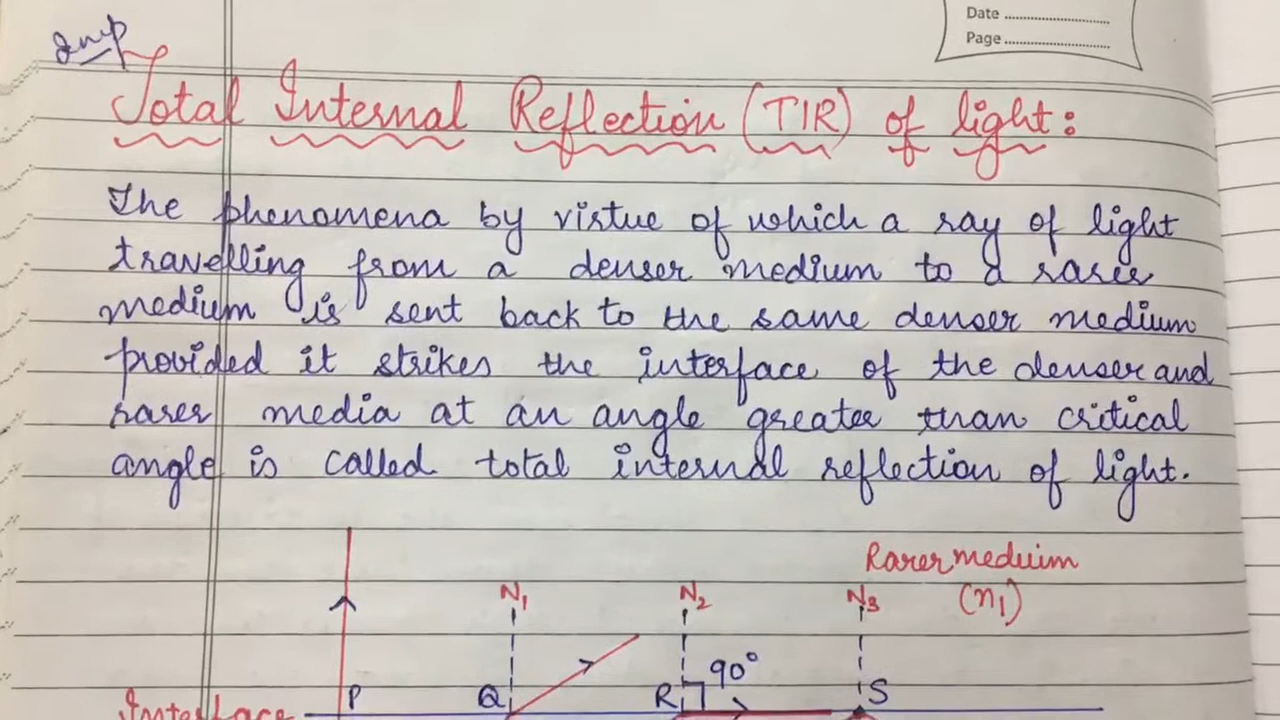 Date
Page
Imp
Total Internal Reflection (TIR) of light:
The phenomena by virtue of which a ray of light
travelling from a denser medium to a rarer
medium is sent back to the same denser medium
provided it strikes the interface of the denser and
rarer media at an angle greater than critical
angle is called total internal reflection of light.
Rarer meduim
(n1)
N1 N2 N3
90°
P Q R S
Interface